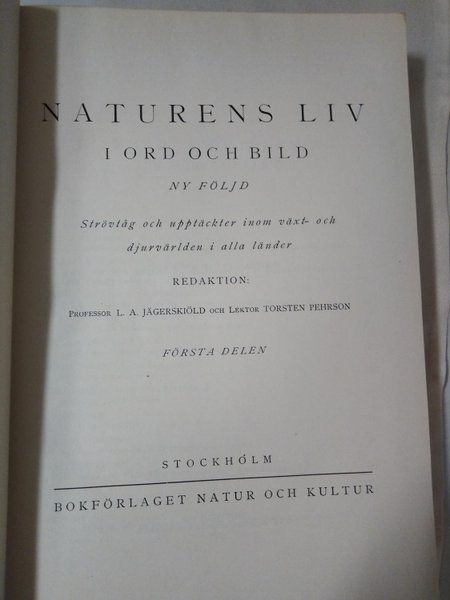 NATURENS LIV
I ORD OCH BILD
NY FÖLJD
Strövtåg och upptäckter inom växt- och
djurvärlden i alla länder
REDAKTION:
PROFESSOR L. A. JÄGERSKIÖLD OCH LEKTOR TORSTEN PEHRSON
FÖRSTA DELEN
STOCKHOLM
BOKFÖRLAGET NATUR OCH KULTUR